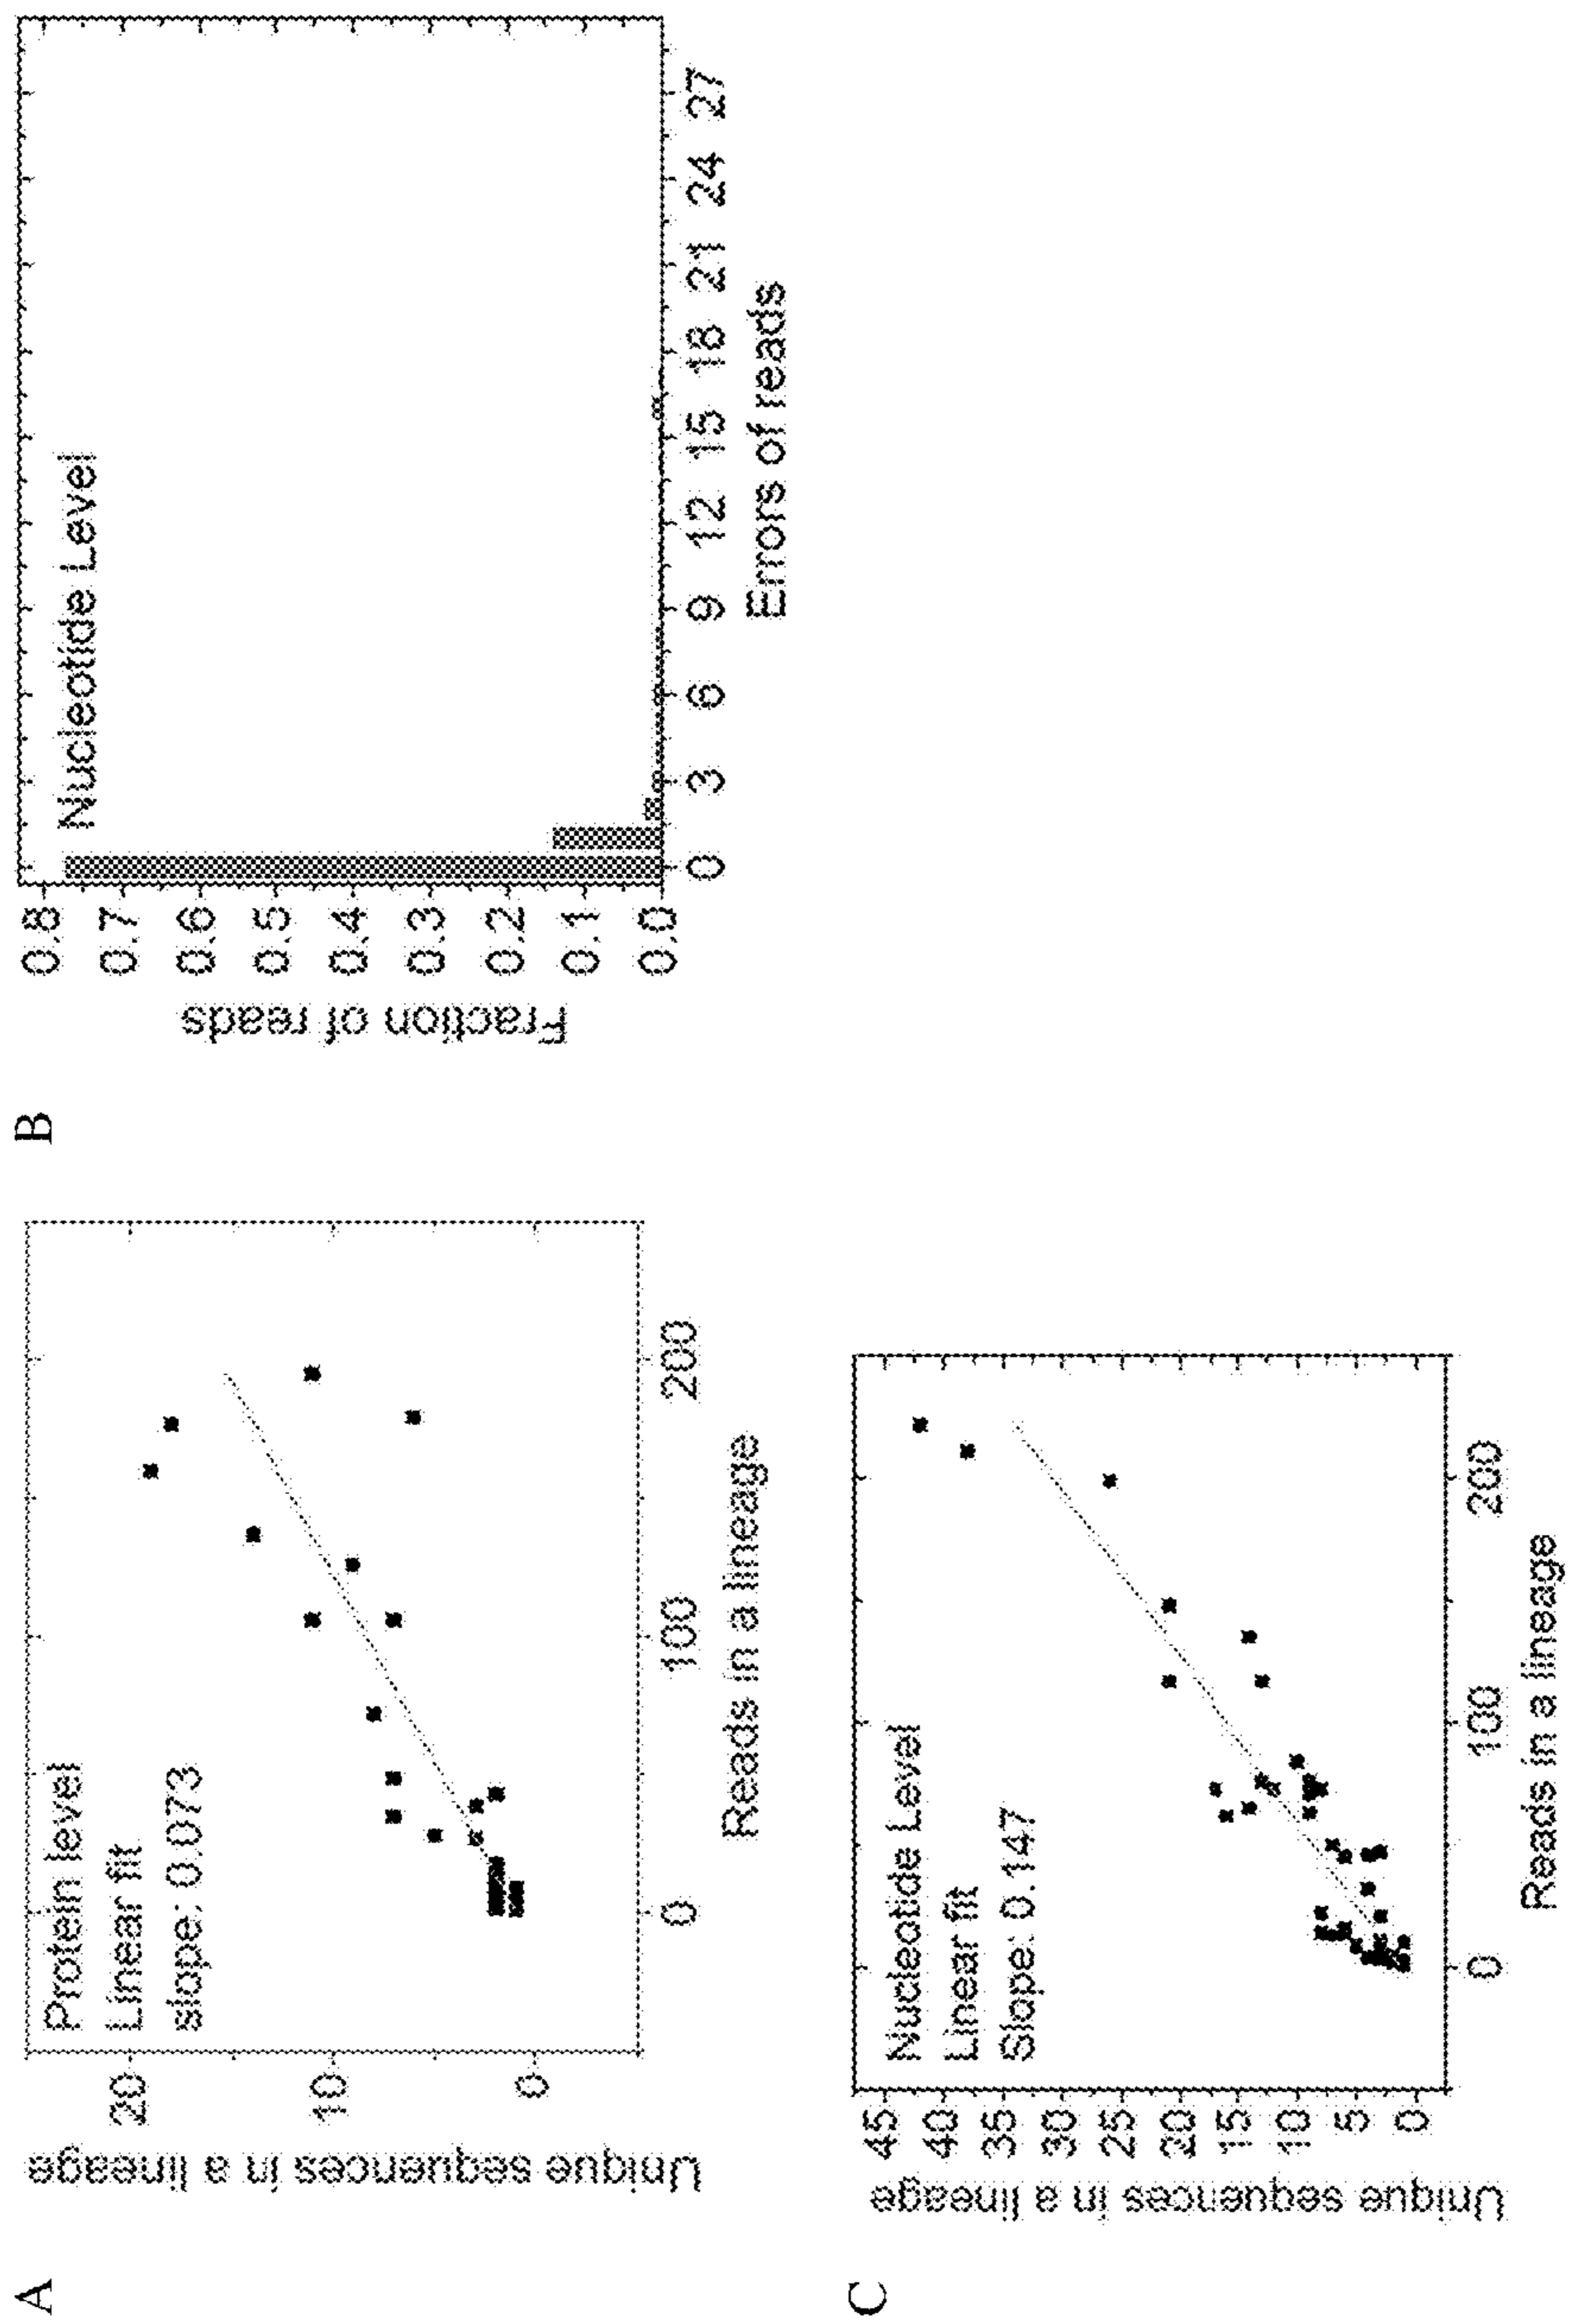 A
Protein level
Linear fit
slope: 0.073
20
10
0
Unique sequences in a lineage
0
100
200
Reads in a lineage
B
Nucleotide Level
0.8
0.7
0.6
0.5
0.4
0.3
0.2
0.1
0.0
Fraction of reads
0 3 6 9 12 15 18 21 24 27
Errors of reads
C
Nucleotide Level
Linear fit
Slope: 0.147
45
40
35
30
25
20
15
10
5
0
Unique sequences in a lineage
0
100
200
Reads in a lineage